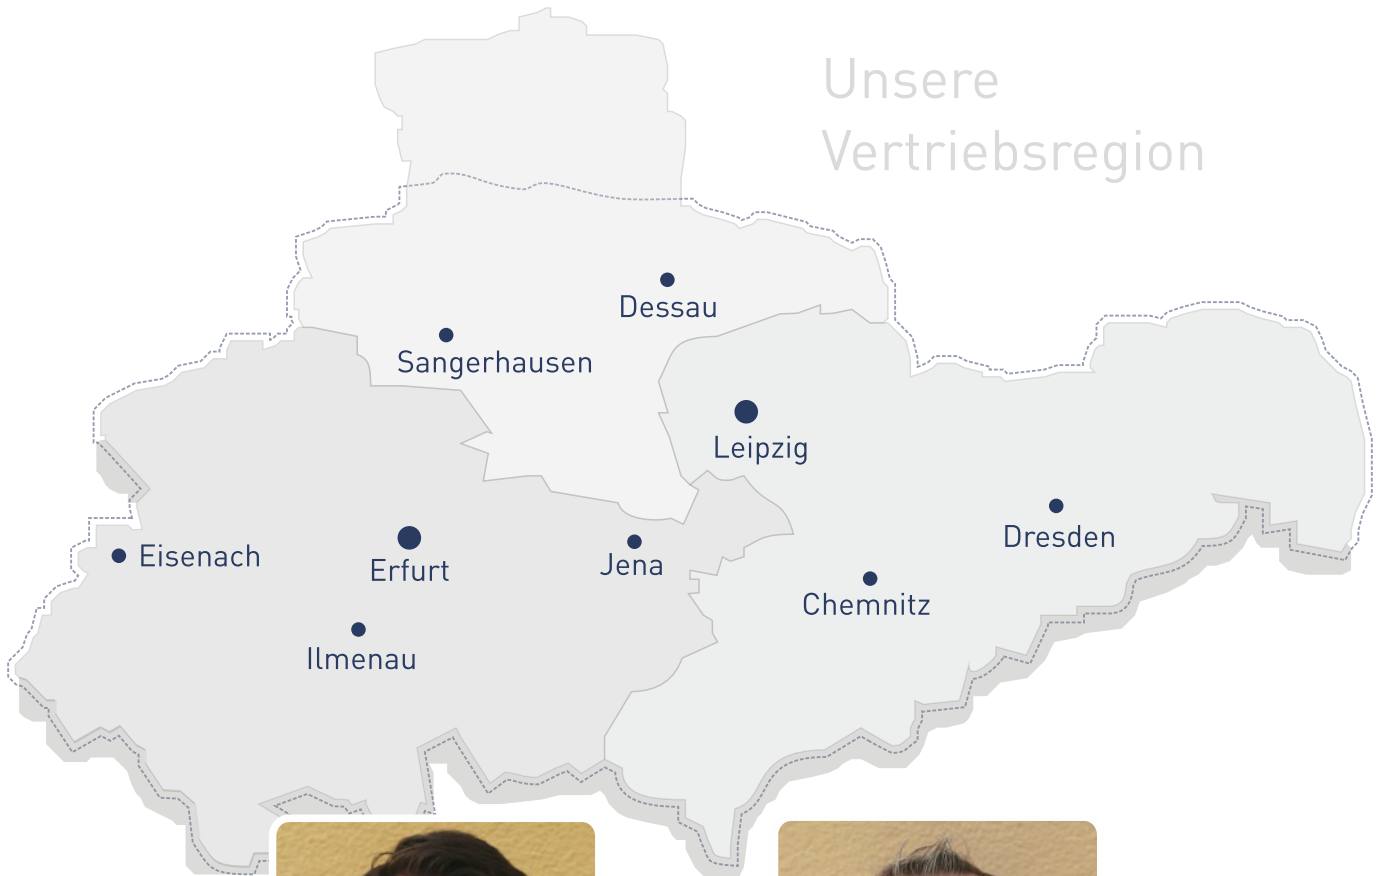 Unsere
Vertriebsregion
Dessau
Sangerhausen
Leipzig
Dresden
Eisenach
Erfurt
Jena
Chemnitz
Ilmenau